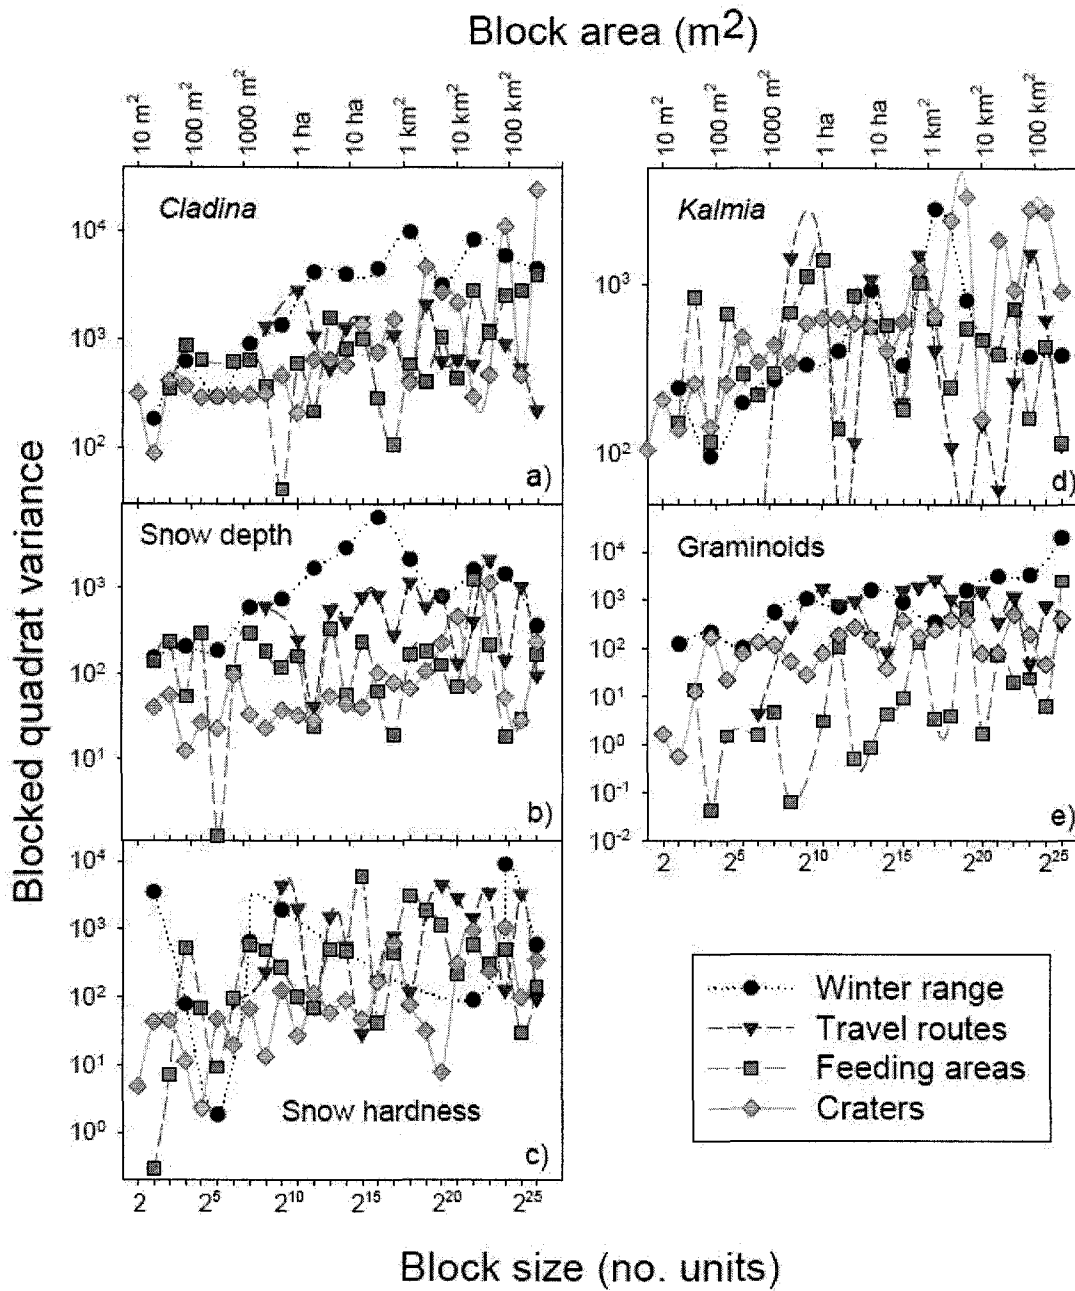 Block area (m²)
10 m² 100 m² 1000 m² 1 ha 10 ha 1 km² 10 km² 100 km²
10 m² 100 m² 1000 m² 1 ha 10 ha 1 km² 10 km² 100 km²
Blocked quadrat variance
Cladina
10⁴
10³
10²
a)
Kalmia
10³
10²
d)
Snow depth
10³
10²
10¹
b)
Graminoids
10⁴
10³
10²
10¹
10⁰
10⁻¹
10⁻²
e)
2 2⁵ 2¹⁰ 2¹⁵ 2²⁰ 2²⁵
10⁴
10³
10²
10¹
10⁰
Snow hardness
c)
2 2⁵ 2¹⁰ 2¹⁵ 2²⁰ 2²⁵
Winter range
Travel routes
Feeding areas
Craters
Block size (no. units)